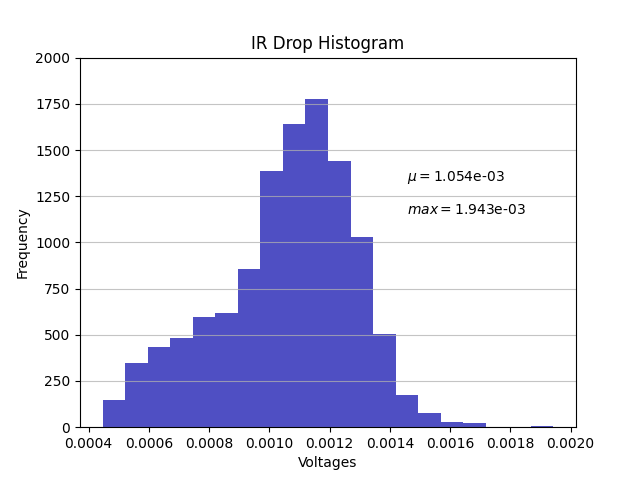 IR Drop Histogram
2000
1750
1500
1250
1000
750
500
250
0
Frequency
μ = 1.054e-03
max = 1.943e-03
0.0004 0.0006 0.0008 0.0010 0.0012 0.0014 0.0016 0.0018 0.0020
Voltages